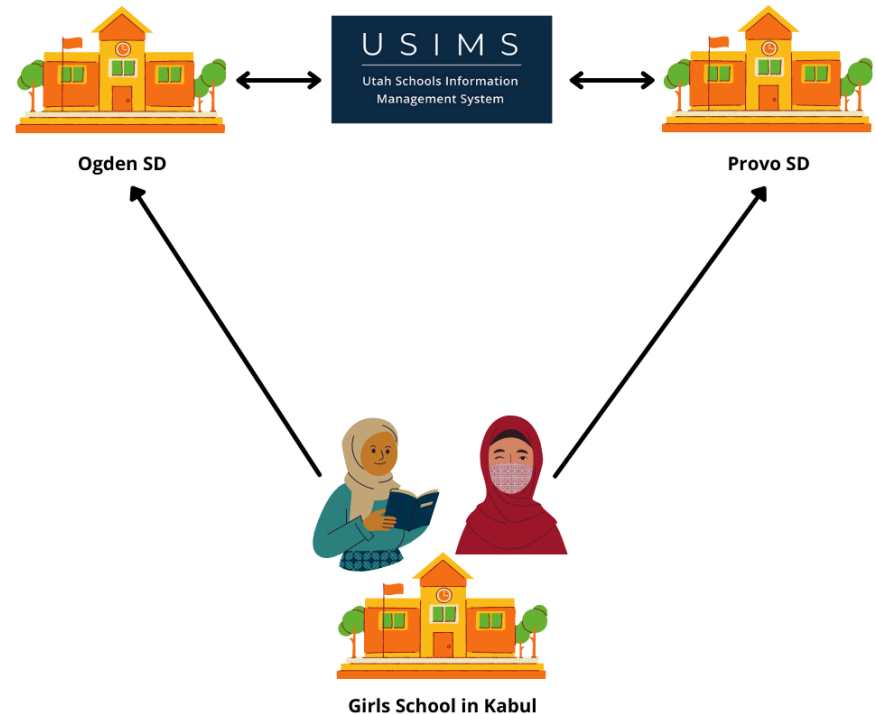 USIMS
Utah Schools Information
Management System
Ogden SD
Provo SD
Girls School in Kabul